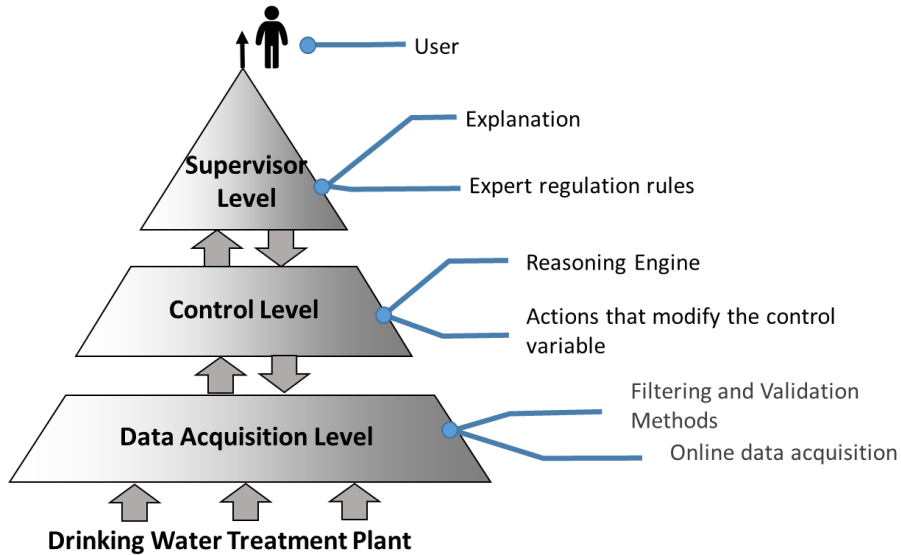 User
Explanation
Supervisor
Level
Expert regulation rules
Reasoning Engine
Control Level
Actions that modify the control
variable
Filtering and Validation
Methods
Data Acquisition Level
Online data acquisition
Drinking Water Treatment Plant